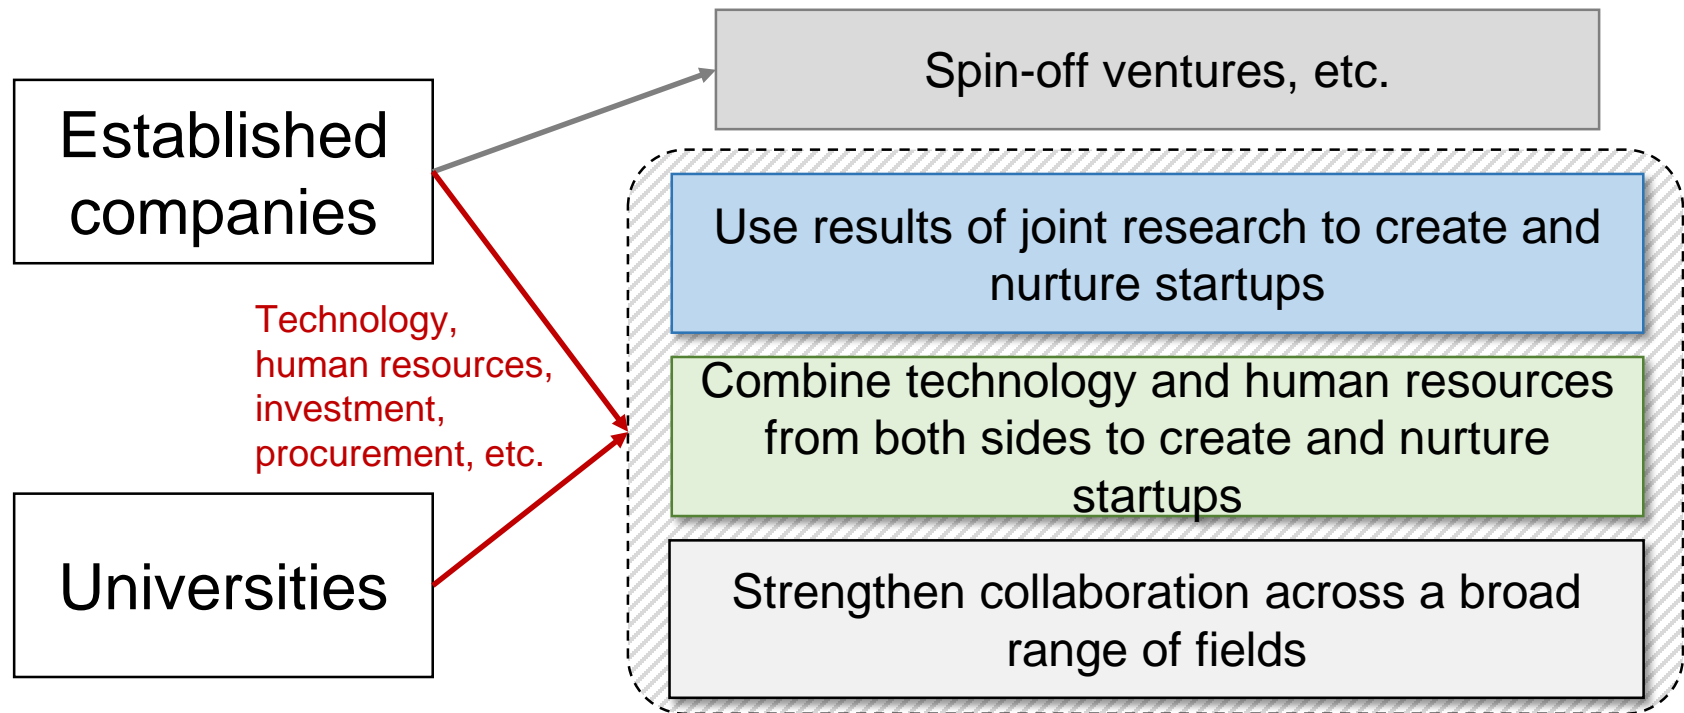 Spin-off ventures, etc.
Established
companies
Use results of joint research to create and
nurture startups
Technology,
human resources,
investment,
procurement, etc.
Combine technology and human resources
from both sides to create and nurture
startups
Universities
Strengthen collaboration across a broad
range of fields